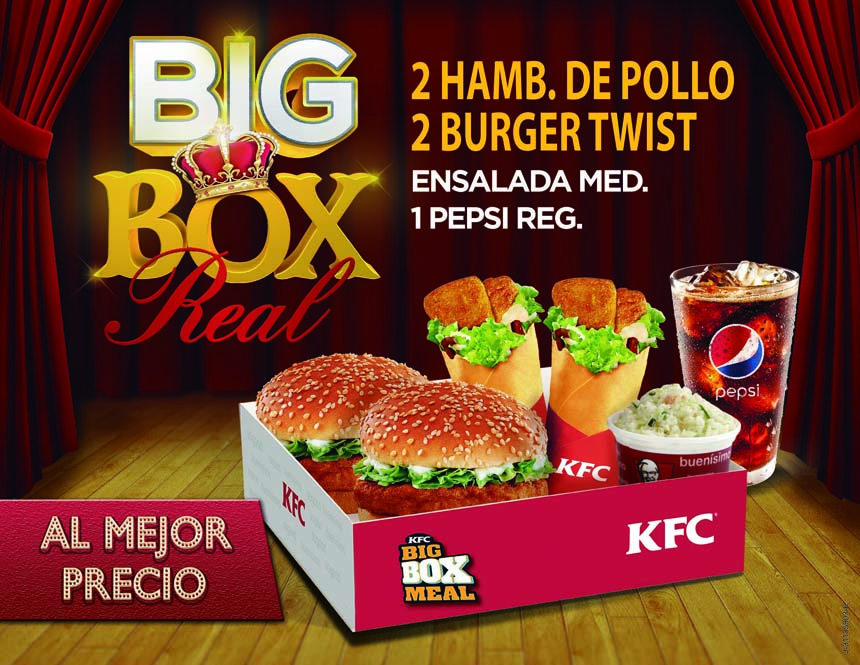 BIG
BOX
Real
2 HAMB. DE POLLO
2 BURGER TWIST
ENSALADA MED.
1 PEPSI REG.
pepsi
KFC
buenísimo
KFC
KFC
KFC
BIG
BOX
MEAL
AL MEJOR
PRECIO